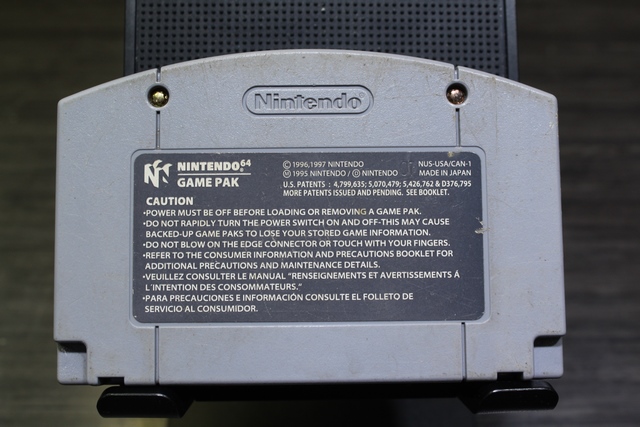 Nintendo
NINTENDO 64
GAME PAK
© 1996,1997 NINTENDO
Ⓜ 1995 NINTENDO / Ⓓ NINTENDO
NUS-USA/CAN-1
MADE IN JAPAN
U.S. PATENTS : 4,799,635; 5,070,479; 5,426,762 & D376,795
MORE PATENTS ISSUED AND PENDING. SEE BOOKLET.
CAUTION
•POWER MUST BE OFF BEFORE LOADING OR REMOVING A GAME PAK.
•DO NOT RAPIDLY TURN THE POWER SWITCH ON AND OFF-THIS MAY CAUSE
BACKED-UP GAME PAKS TO LOSE YOUR STORED GAME INFORMATION.
•DO NOT BLOW ON THE EDGE CONNECTOR OR TOUCH WITH YOUR FINGERS.
•REFER TO THE CONSUMER INFORMATION AND PRECAUTIONS BOOKLET FOR
ADDITIONAL PRECAUTIONS AND MAINTENANCE DETAILS.
•VEUILLEZ CONSULTER LE MANUEL "RENSEIGNEMENTS ET AVERTISSEMENTS À
L'INTENTION DES CONSOMMATEURS."
•PARA PRECAUCIONES E INFORMACIÓN CONSULTE EL FOLLETO DE
SERVICIO AL CONSUMIDOR.